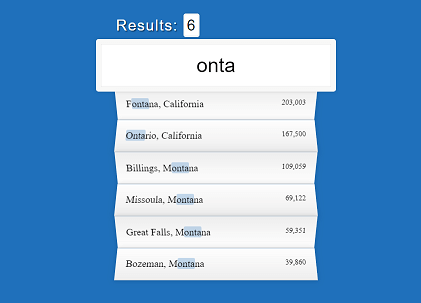 Results: 6
onta
Fontana, California 203,003
Ontario, California 167,500
Billings, Montana 109,059
Missoula, Montana 69,122
Great Falls, Montana 59,351
Bozeman, Montana 39,860